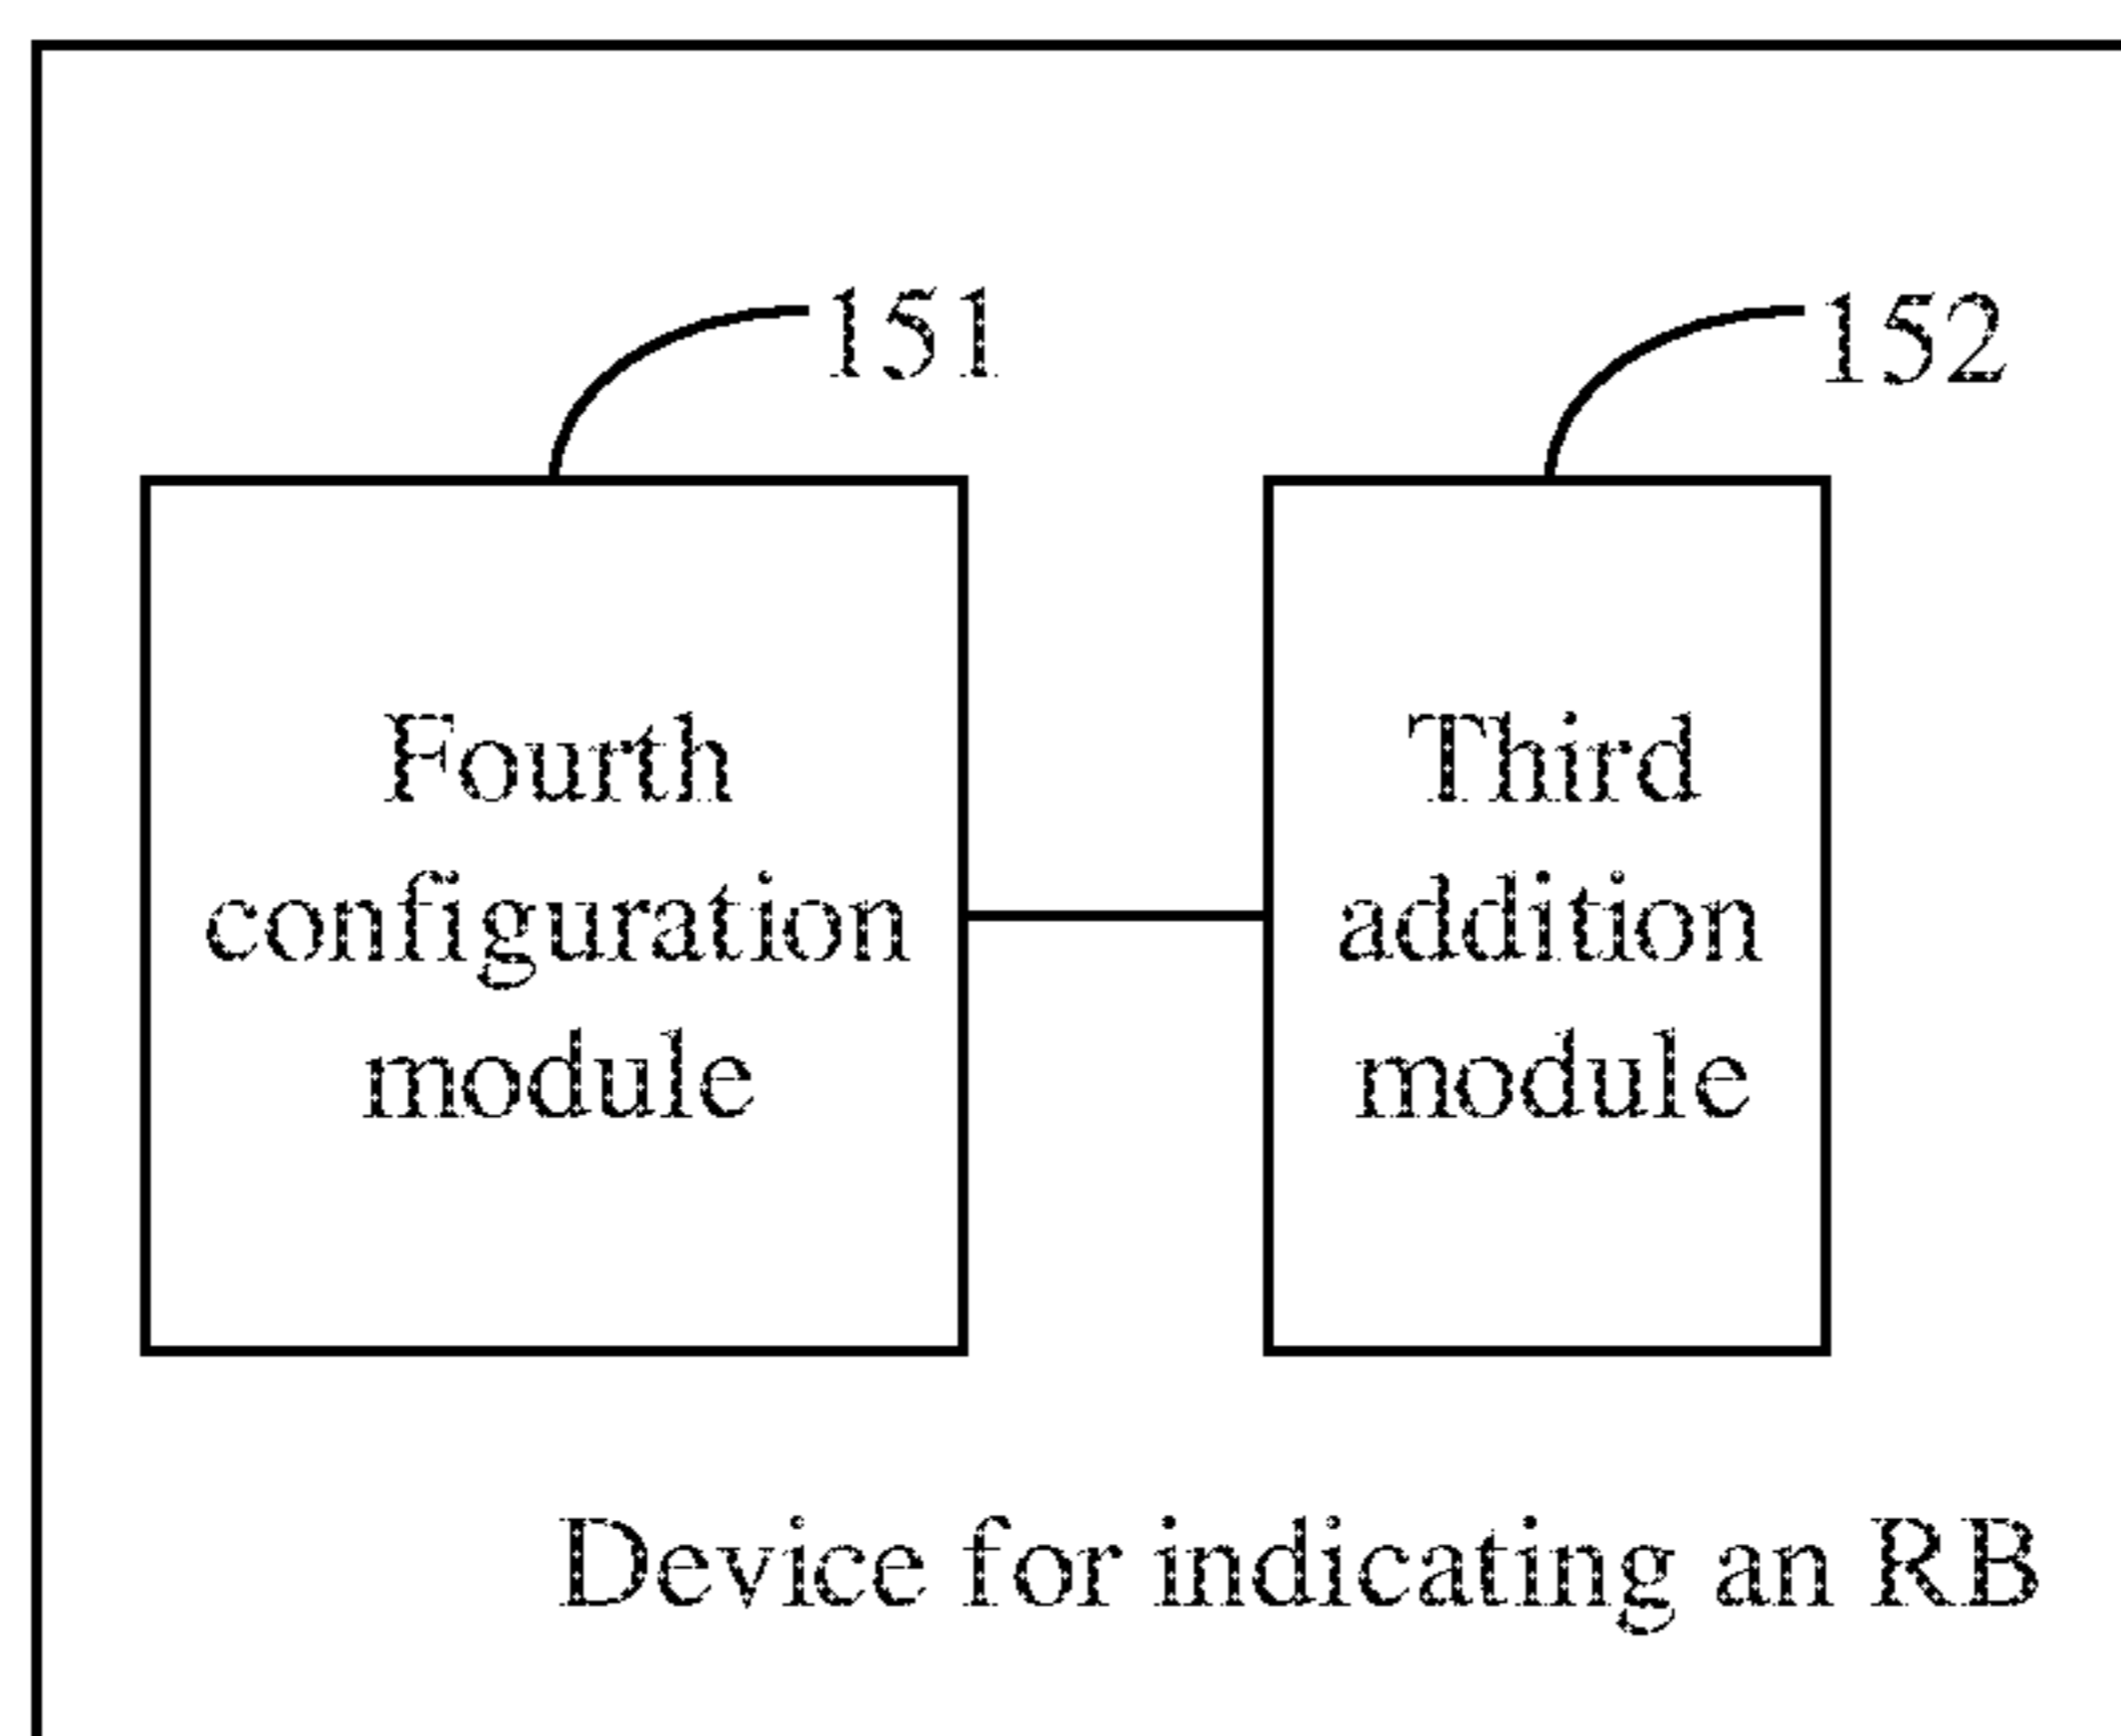 151
152
Fourth
configuration
module
Third
addition
module
Device for indicating an RB